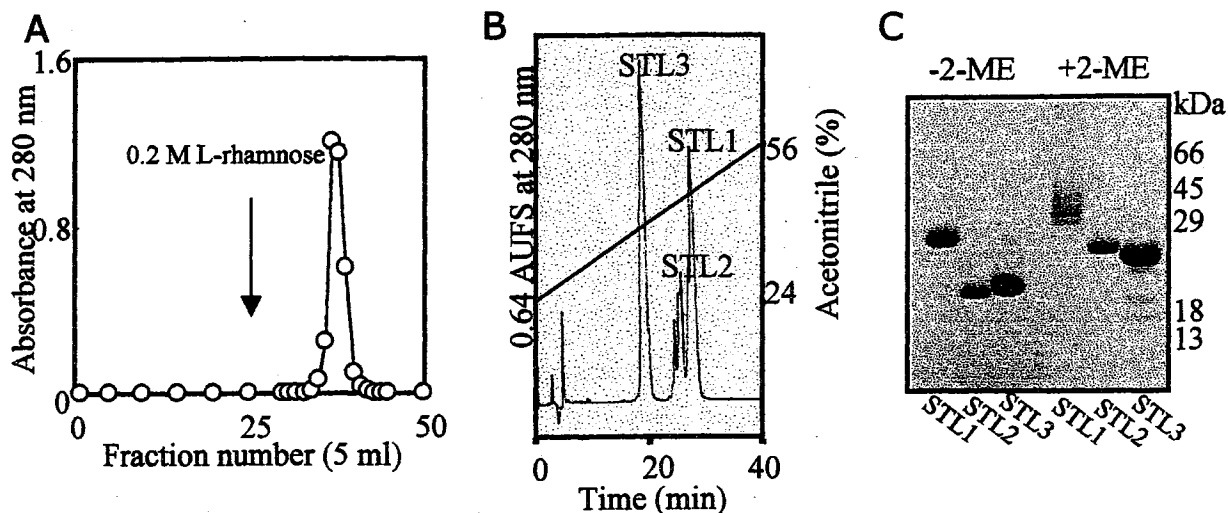 A
Absorbance at 280 nm
1.6
0.8
0
0.2 M L-rhamnose
0
25
50
Fraction number (5 ml)
B
0.64 AUFS at 280 nm
STL3
STL1
STL2
56
24
Acetonitrile (%)
0
20
40
Time (min)
C
-2-ME
+2-ME
kDa
66
45
29
18
13
STL1
STL2
STL3
STL1
STL2
STL3